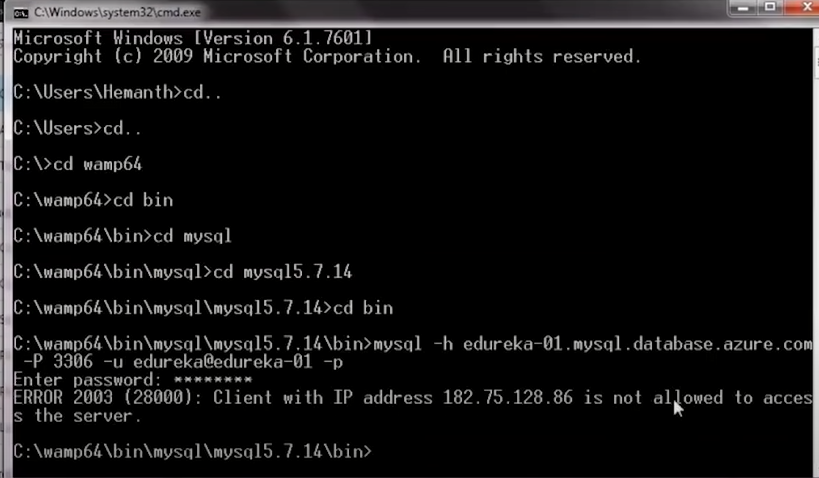 C:\Windows\system32\cmd.exe
Microsoft Windows [Version 6.1.7601]
Copyright (c) 2009 Microsoft Corporation.  All rights reserved.
C:\Users\Hemanth>cd..
C:\Users>cd..
C:\>cd wamp64
C:\wamp64>cd bin
C:\wamp64\bin>cd mysql
C:\wamp64\bin\mysql>cd mysql5.7.14
C:\wamp64\bin\mysql\mysql5.7.14>cd bin
C:\wamp64\bin\mysql\mysql5.7.14\bin>mysql -h edureka-01.mysql.database.azure.com
 -P 3306 -u edureka@edureka-01 -p
Enter password: ********
ERROR 2003 (28000): Client with IP address 182.75.128.86 is not allowed to acces
s the server.
C:\wamp64\bin\mysql\mysql5.7.14\bin>